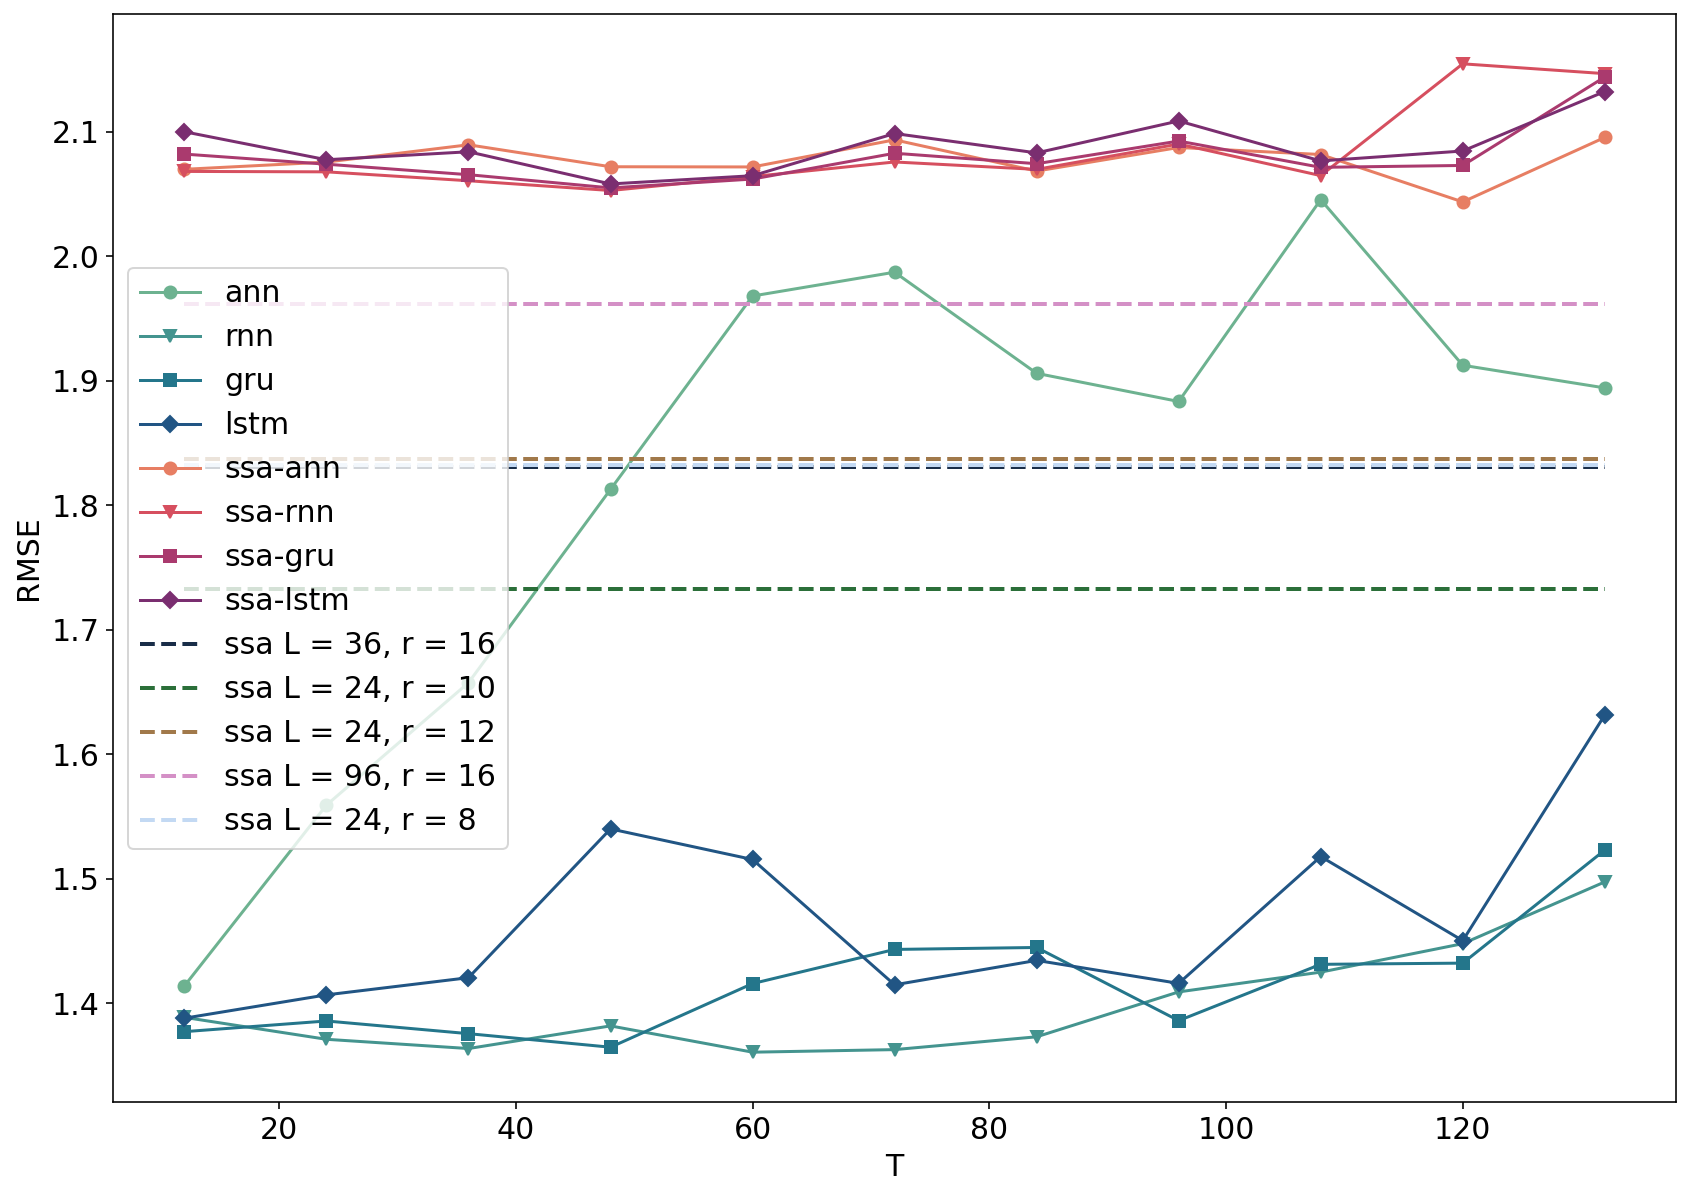 2.1
2.0
1.9
1.8
1.7
1.6
1.5
1.4
RMSE
ann
rnn
gru
lstm
ssa-ann
ssa-rnn
ssa-gru
ssa-lstm
ssa L = 36, r = 16
ssa L = 24, r = 10
ssa L = 24, r = 12
ssa L = 96, r = 16
ssa L = 24, r = 8
20 40 60 80 100 120
T